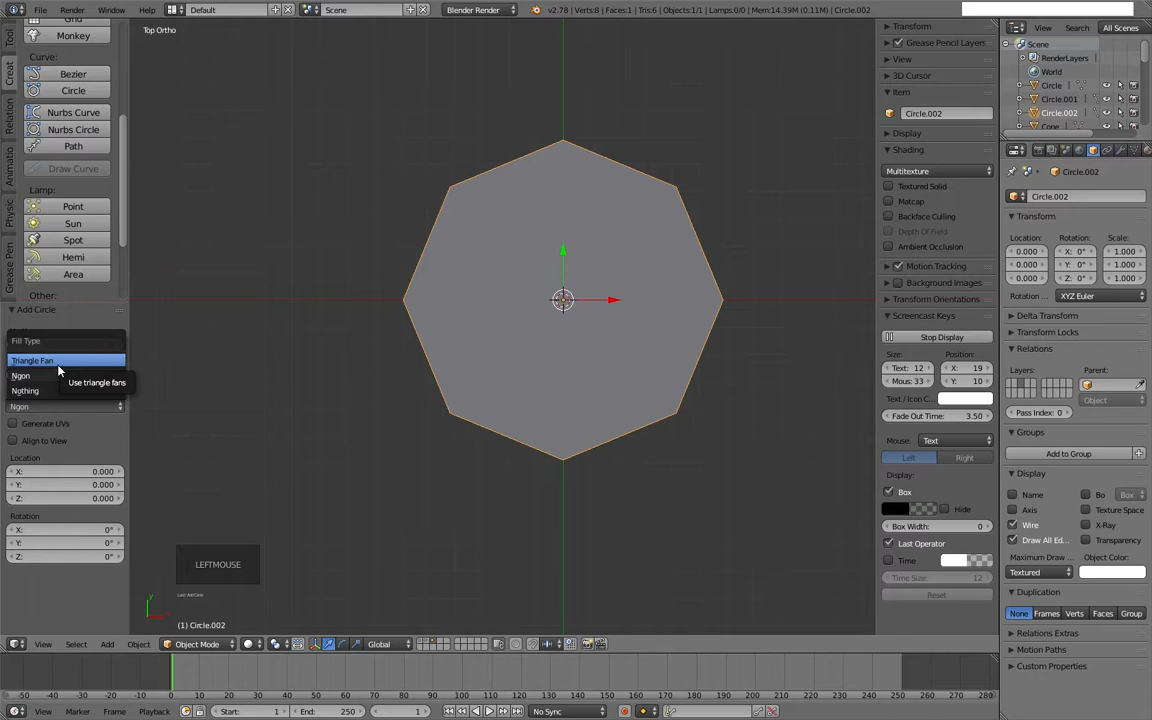 File Render Window Help Default Scene Blender Render v2.78 | Verts:8 | Faces:1 | Tris:6 | Objects:1/1 | Lamps:0/0 | Mem:14.39M (0.11M) | Circle.002
Top Ortho
Monkey
Curve:
Bezier
Circle
Nurbs Curve
Nurbs Circle
Path
Draw Curve
Lamp:
Point
Sun
Spot
Hemi
Area
Other:
Tool
Creat
Relation
Animatio
Physic
Grease Pen
Add Circle
Fill Type
Triangle Fan
Ngon
Nothing
Use triangle fans
Ngon
Generate UVs
Align to View
Location
X: 0.000
Y: 0.000
Z: 0.000
Rotation
X: 0°
Y: 0°
Z: 0°
LEFTMOUSE
Last: Add Circle
y
(1) Circle.002
Transform
Grease Pencil Layers
View
3D Cursor
Item
Circle.002
Display
Shading
Multitexture
Textured Solid
Matcap
Backface Culling
Depth Of Field
Ambient Occlusion
Motion Tracking
Background Images
Transform Orientations
Screencast Keys
Stop Display
Size: Position:
Text: 12 X: 19
Mous: 33 Y: 10
Text / Icon C...
Fade Out Time: 3.50
Mouse: Text
Left Right
Display:
Box
Hide
Box Width: 0
Last Operator
Time
Time Size: 12
Reset
View Search All Scenes
Scene
RenderLayers
World
Circle
Circle.001
Circle.002
Cone
Circle.002
Circle.002
Transform
Location: Rotation: Scale:
0.000 X: 0° 1.000
0.000 Y: 0° 1.000
0.000 Z: 0° 1.000
Rotation ... XYZ Euler
Delta Transform
Transform Locks
Relations
Layers: Parent:
Object
Pass Index: 0
Groups
Add to Group
Display
Name Bo Box
Axis Texture Space
Wire X-Ray
Draw All Ed... Transparency
Maximum Draw ... Object Color:
Textured
Duplication
None Frames Verts Faces Group
Relations Extras
Motion Paths
Custom Properties
View Select Add Object Object Mode Global
-50 -40 -30 -20 -10 0 10 20 30 40 50 60 70 80 90 100 110 120 130 140 150 160 170 180 190 200 210 220 230 240 250 260 270 280
View Marker Frame Playback Start: 1 End: 250 1 No Sync